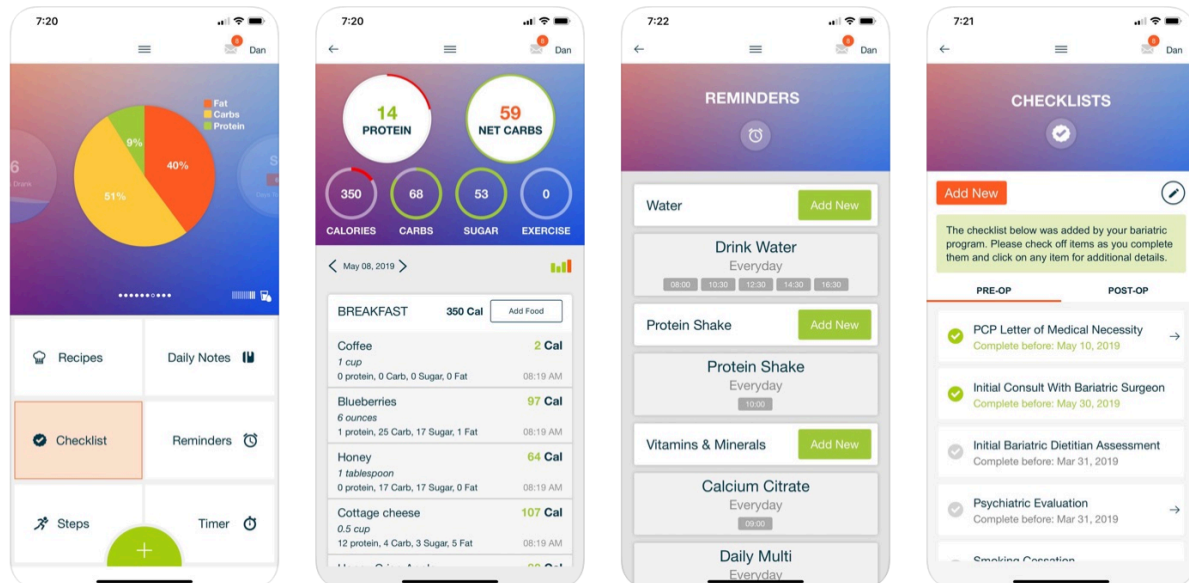 7:20
8
Dan
Fat
Carbs
Protein
9%
40%
51%
6
Drink
S
Recipes
Daily Notes
Checklist
Reminders
Steps
Timer
+
7:20
8
Dan
14
PROTEIN
59
NET CARBS
350
68
53
0
CALORIES
CARBS
SUGAR
EXERCISE
May 08, 2019
BREAKFAST
350 Cal
Add Food
Coffee
2 Cal
1 cup
0 protein, 0 Carb, 0 Sugar, 0 Fat
08:19 AM
Blueberries
97 Cal
6 ounces
1 protein, 25 Carb, 17 Sugar, 1 Fat
08:19 AM
Honey
64 Cal
1 tablespoon
0 protein, 17 Carb, 17 Sugar, 0 Fat
08:19 AM
Cottage cheese
107 Cal
0.5 cup
12 protein, 4 Carb, 3 Sugar, 5 Fat
08:19 AM
7:22
8
Dan
REMINDERS
Water
Add New
Drink Water
Everyday
08:00 10:30 12:30 14:30 16:30
Protein Shake
Add New
Protein Shake
Everyday
10:00
Vitamins & Minerals
Add New
Calcium Citrate
Everyday
09:00
Daily Multi
Everyday
7:21
8
Dan
CHECKLISTS
Add New
The checklist below was added by your bariatric
program. Please check off items as you complete
them and click on any item for additional details.
PRE-OP
POST-OP
PCP Letter of Medical Necessity
Complete before: May 10, 2019
Initial Consult With Bariatric Surgeon
Complete before: May 30, 2019
Initial Bariatric Dietitian Assessment
Complete before: Mar 31, 2019
Psychiatric Evaluation
Complete before: Mar 31, 2019
Smoking Cessation